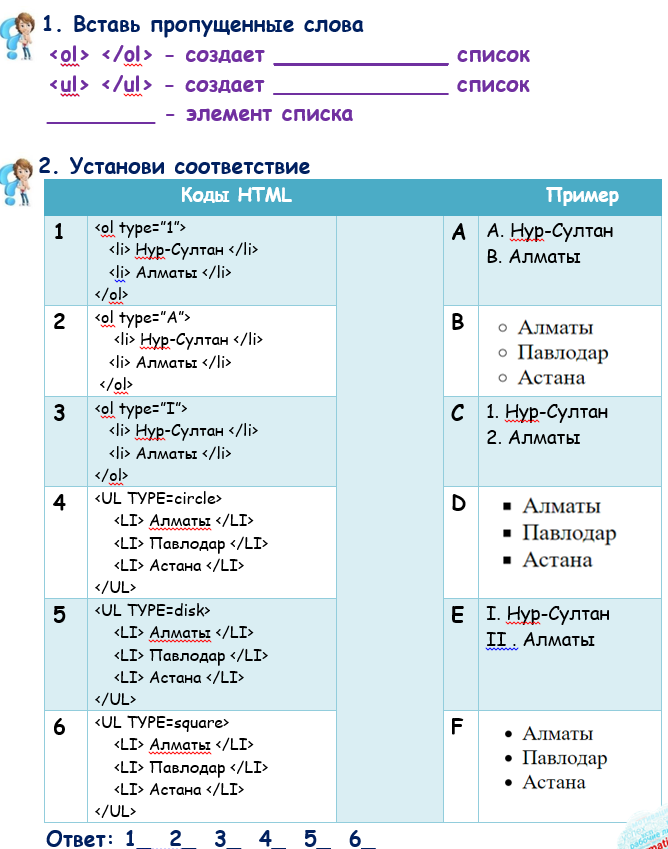 1. Вставь пропущенные слова
<ol> </ol> - создает ________________ список
<ul> </ul> - создает ________________ список
__________ - элемент списка
2. Установи соответствие
Коды HTML Пример
1 <ol type="1">
<li> Нур-Султан </li>
<li> Алматы </li>
</ol>
A A. Нур-Султан
B. Алматы
2 <ol type="A">
<li> Нур-Султан </li>
<li> Алматы </li>
</ol>
B ○ Алматы
○ Павлодар
○ Астана
3 <ol type="I">
<li> Нур-Султан </li>
<li> Алматы </li>
</ol>
C 1. Нур-Султан
2. Алматы
4 <UL TYPE=circle>
<LI> Алматы </LI>
<LI> Павлодар </LI>
<LI> Астана </LI>
</UL>
D ▪ Алматы
▪ Павлодар
▪ Астана
5 <UL TYPE=disk>
<LI> Алматы </LI>
<LI> Павлодар </LI>
<LI> Астана </LI>
</UL>
E I. Нур-Султан
II . Алматы
6 <UL TYPE=square>
<LI> Алматы </LI>
<LI> Павлодар </LI>
<LI> Астана </LI>
</UL>
F • Алматы
• Павлодар
• Астана
Ответ: 1_ 2_ 3_ 4_ 5_ 6_